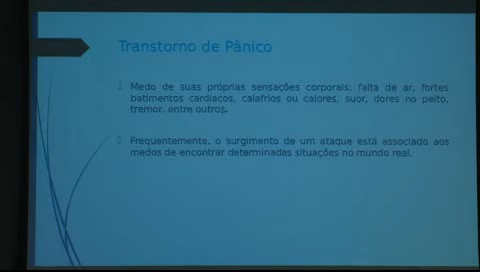 Transtorno de Pânico
Medo de suas próprias sensações corporais: falta de ar, fortes
batimentos cardíacos, calafrios ou calores, suor, dores no peito,
tremor, entre outros.
Frequentemente, o surgimento de um ataque está associado aos
medos de encontrar determinadas situações no mundo real.